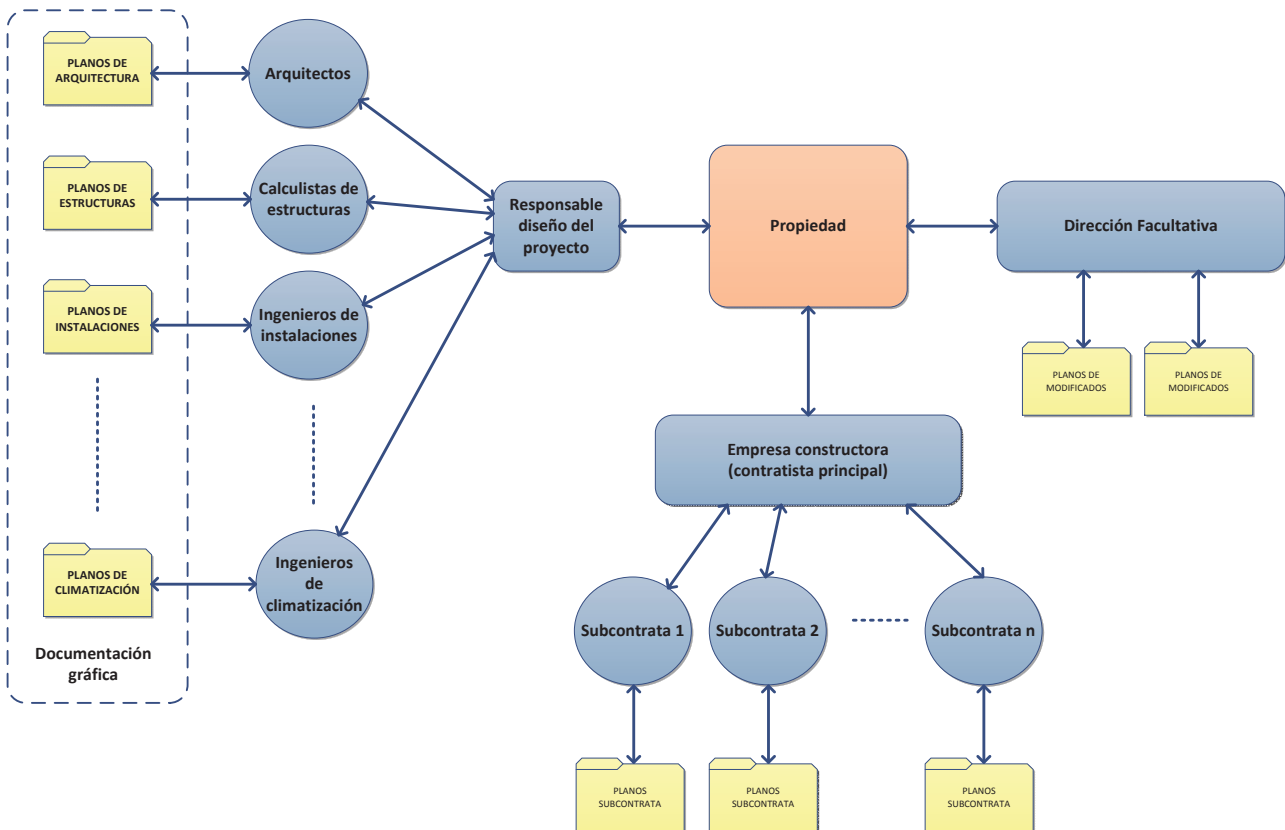 PLANOS DE
ARQUITECTURA
Arquitectos
PLANOS DE
ESTRUCTURAS
Calculistas de
estructuras
Responsable
diseño del
proyecto
Propiedad
Dirección Facultativa
PLANOS DE
INSTALACIONES
Ingenieros de
instalaciones
PLANOS DE
MODIFICADOS
PLANOS DE
MODIFICADOS
Empresa constructora
(contratista principal)
PLANOS DE
CLIMATIZACIÓN
Ingenieros
de
climatización
Documentación
gráfica
Subcontrata 1
Subcontrata 2
Subcontrata n
PLANOS
SUBCONTRATA
PLANOS
SUBCONTRATA
PLANOS
SUBCONTRATA